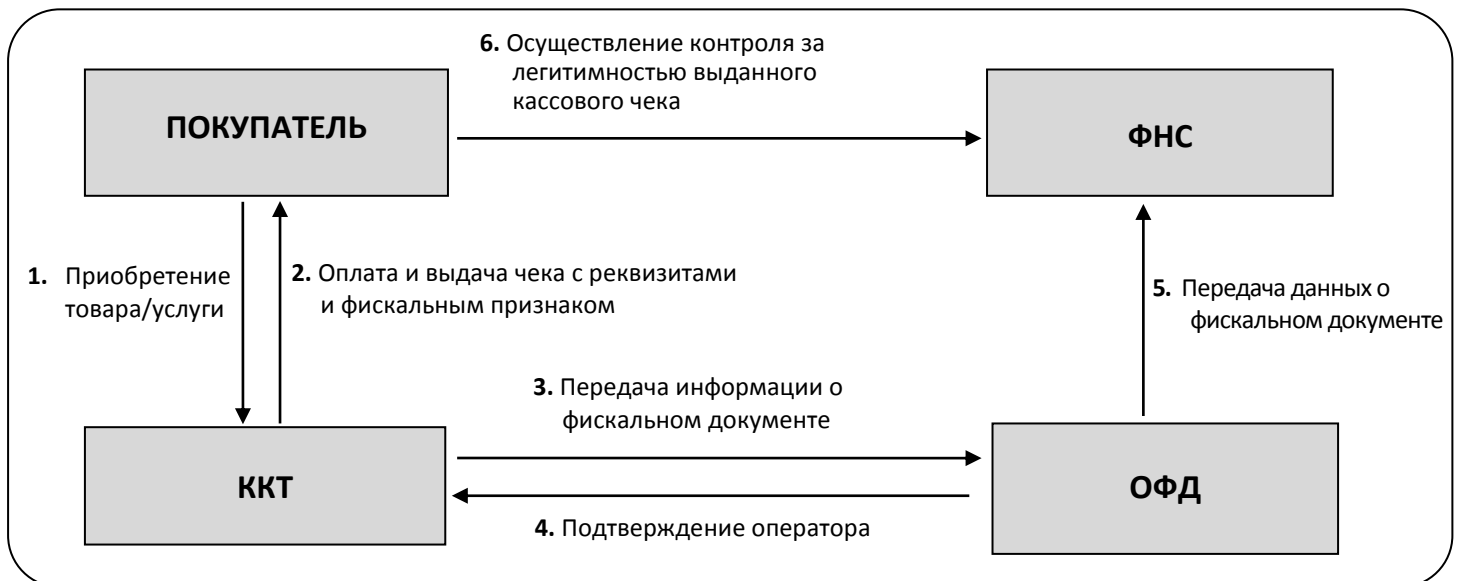 6. Осуществление контроля за
легитимностью выданного
кассового чека
ПОКУПАТЕЛЬ
ФНС
1. Приобретение
товара/услуги
2. Оплата и выдача чека с реквизитами
и фискальным признаком
5. Передача данных о
фискальном документе
3. Передача информации о
фискальном документе
ККТ
ОФД
4. Подтверждение оператора